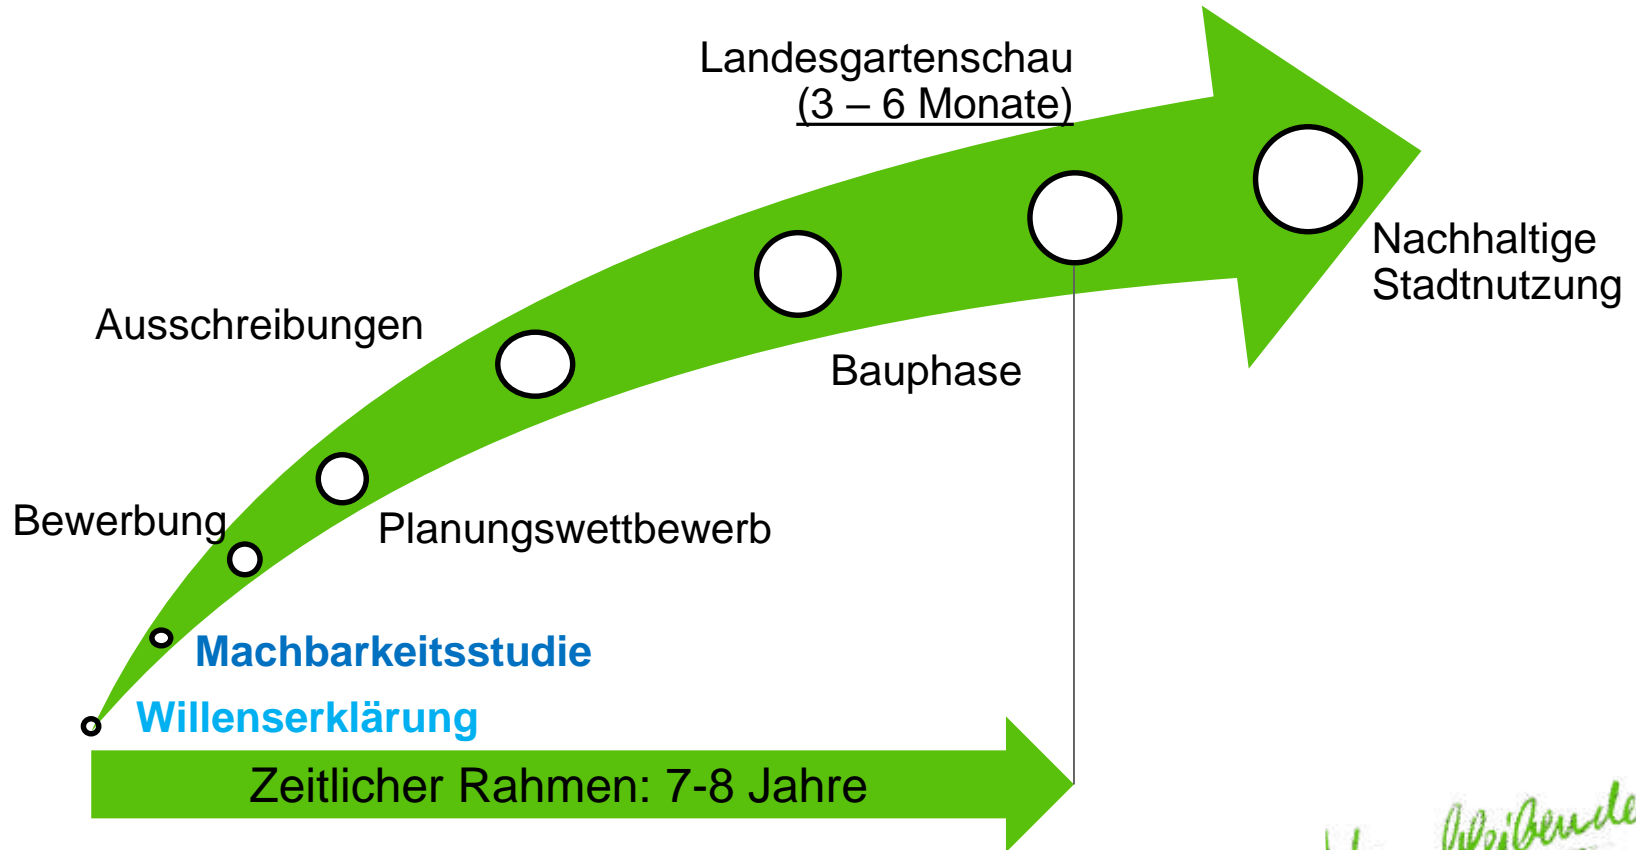 Landesgartenschau
(3 – 6 Monate)
Nachhaltige
Stadtnutzung
Ausschreibungen
Bauphase
Bewerbung
Planungswettbewerb
Machbarkeitsstudie
Willenserklärung
Zeitlicher Rahmen: 7-8 Jahre